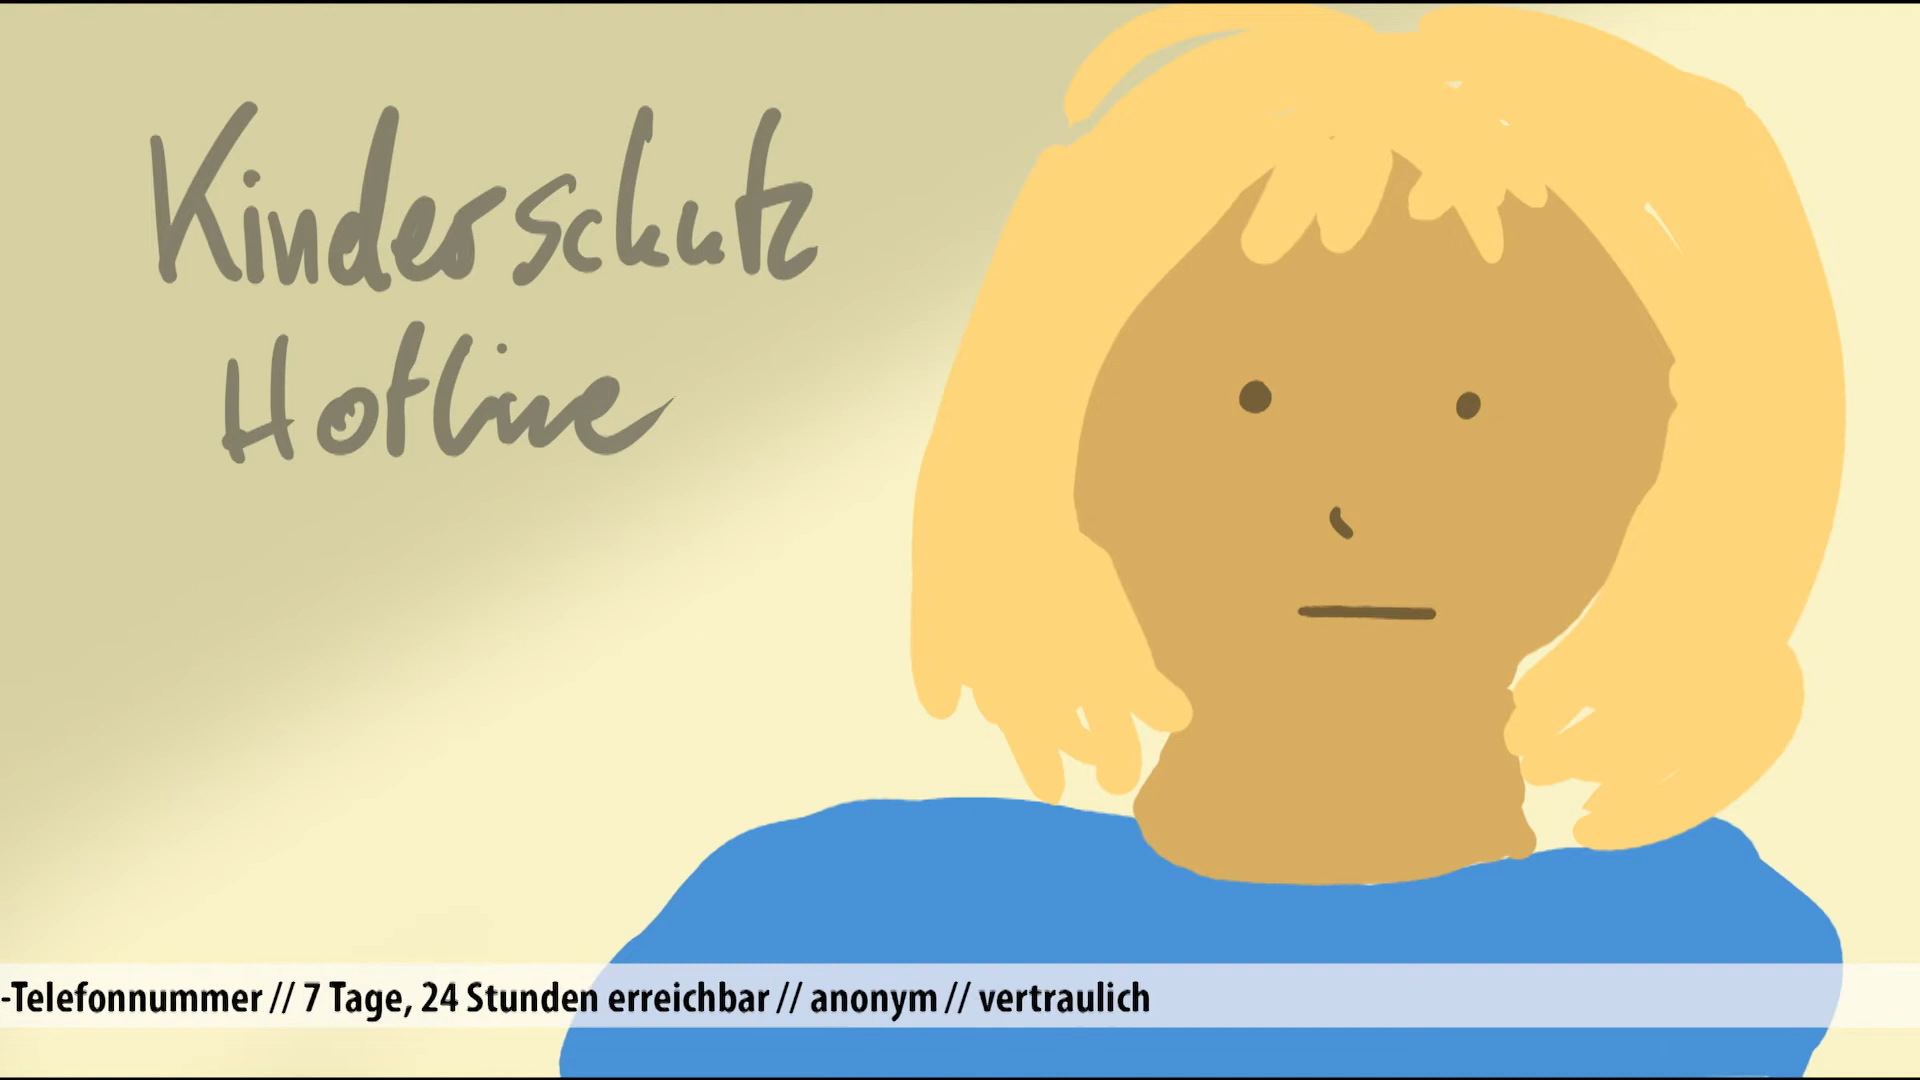 Kinderschutz
Hotline
-Telefonnummer // 7 Tage, 24 Stunden erreichbar // anonym // vertraulich